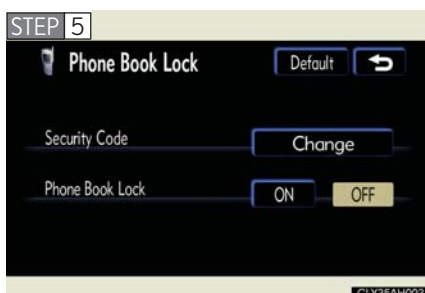 STEP 5
Phone Book Lock Default
Security Code Change
Phone Book Lock ON OFF